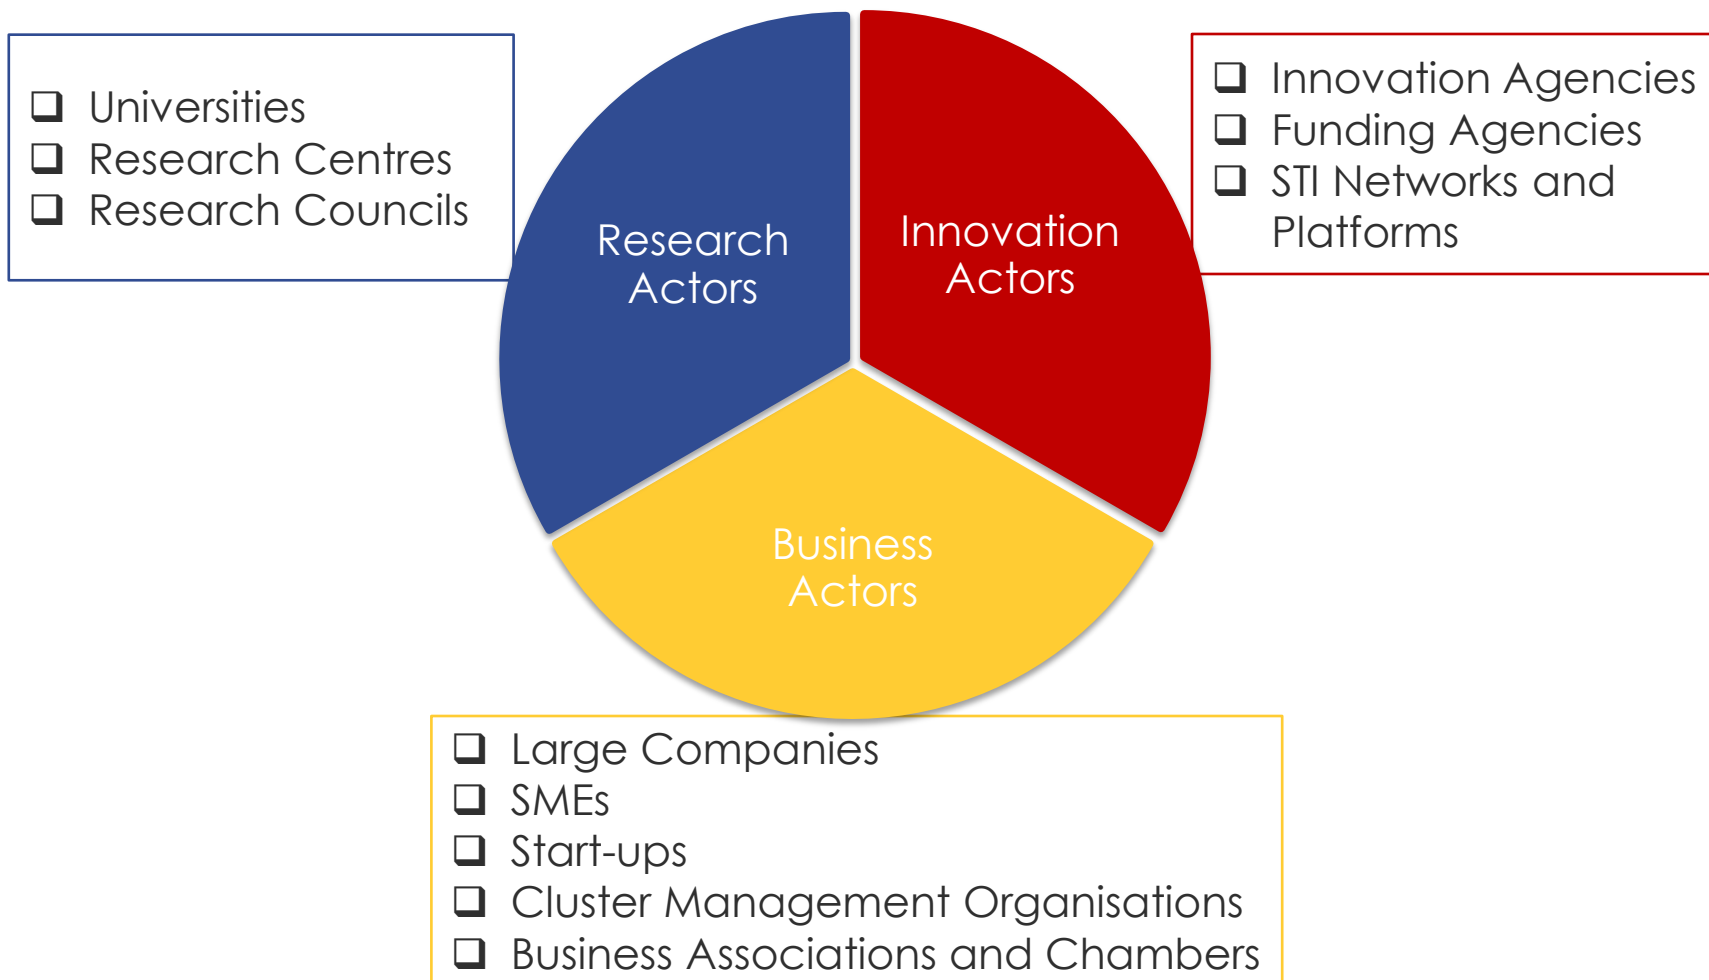 Universities
Research Centres
Research Councils
Research
Actors
Innovation
Actors
Innovation Agencies
Funding Agencies
STI Networks and
Platforms
Business
Actors
Large Companies
SMEs
Start-ups
Cluster Management Organisations
Business Associations and Chambers